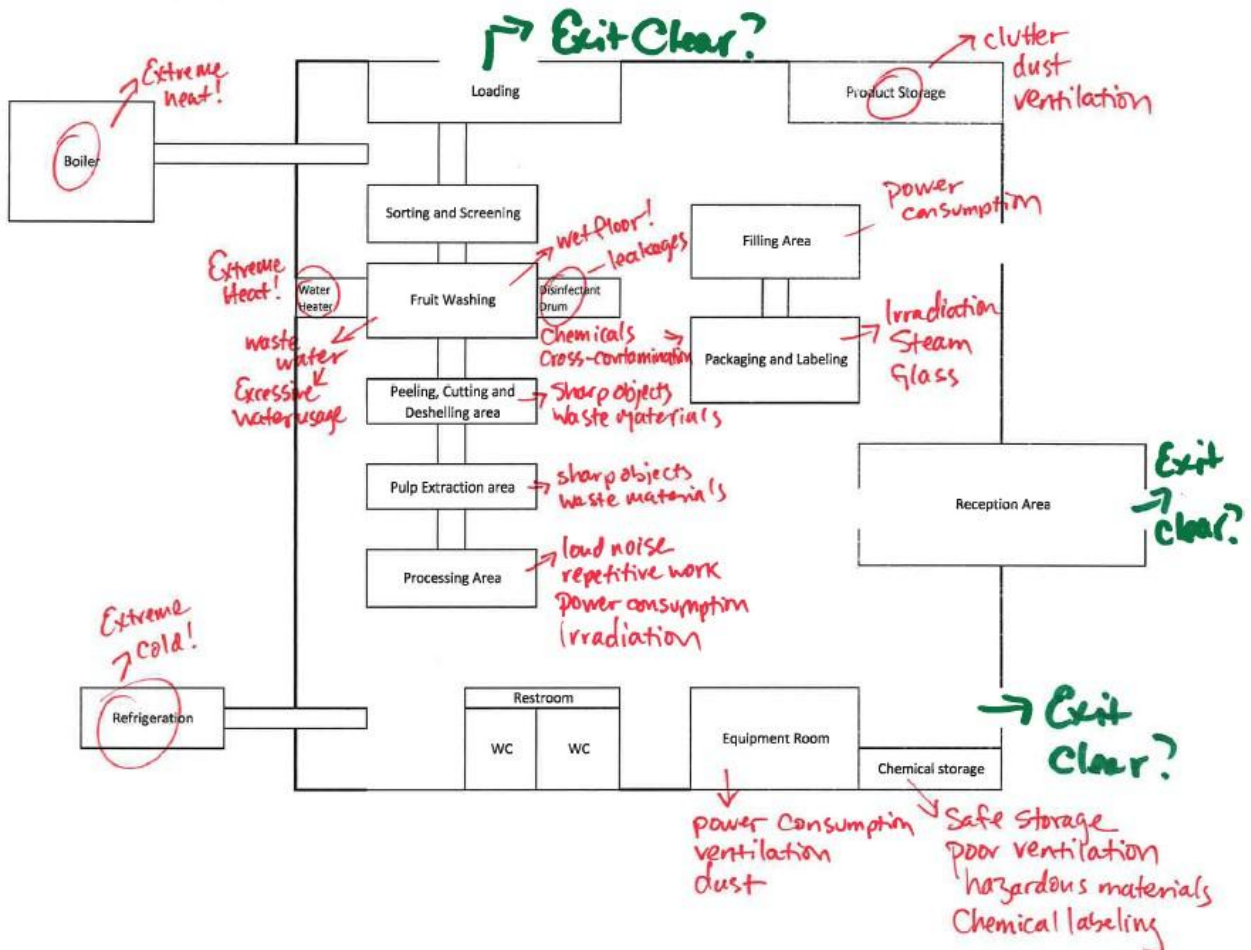 Exit Clear?
clutter
dust
ventilation
Extreme
heat!
Loading
Product Storage
Boiler
Sorting and Screening
power
consumption
Filling Area
wet floor!
leakages
Extreme
Heat!
Water
Heater
Fruit Washing
Disinfectant
Drum
waste
water
Excessive
water usage
Chemicals
Cross-contamination
Packaging and Labeling
Irradiation
Steam
Glass
Peeling, Cutting and
Deshelling area
Sharp objects
Waste materials
Pulp Extraction area
sharp objects
waste materials
Reception Area
Exit
clear?
Processing Area
loud noise
repetitive work
power consumption
Irradiation
Extreme
cold!
Refrigeration
Restroom
WC
WC
Equipment Room
Chemical storage
Exit
Clear?
power consumption
ventilation
dust
Safe storage
poor ventilation
hazardous materials
Chemical labeling